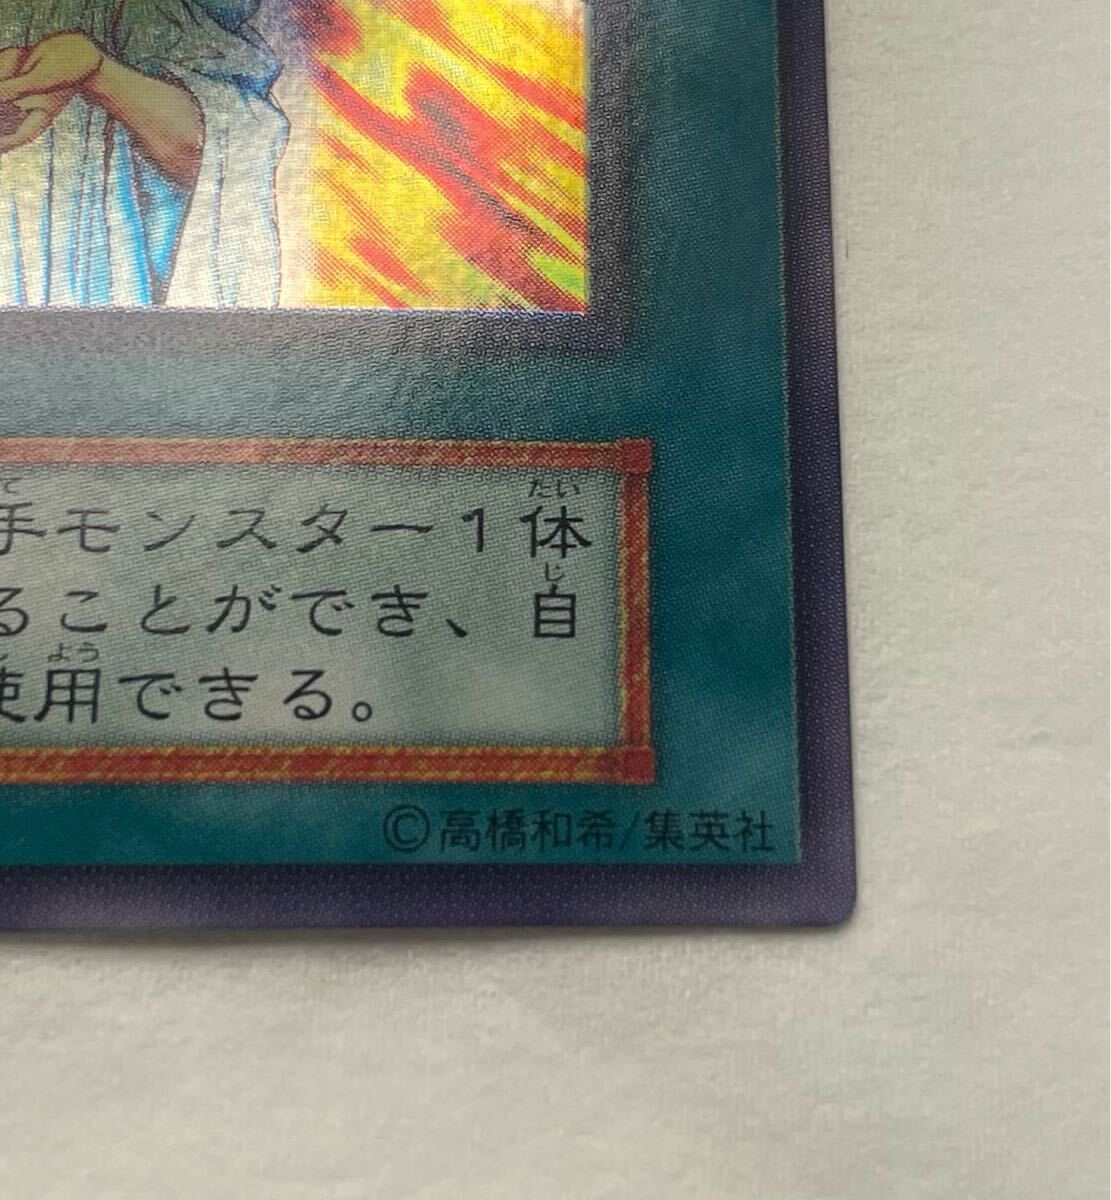 手モンスター1体
ることができ、自
使用できる。
©高橋和希/集英社